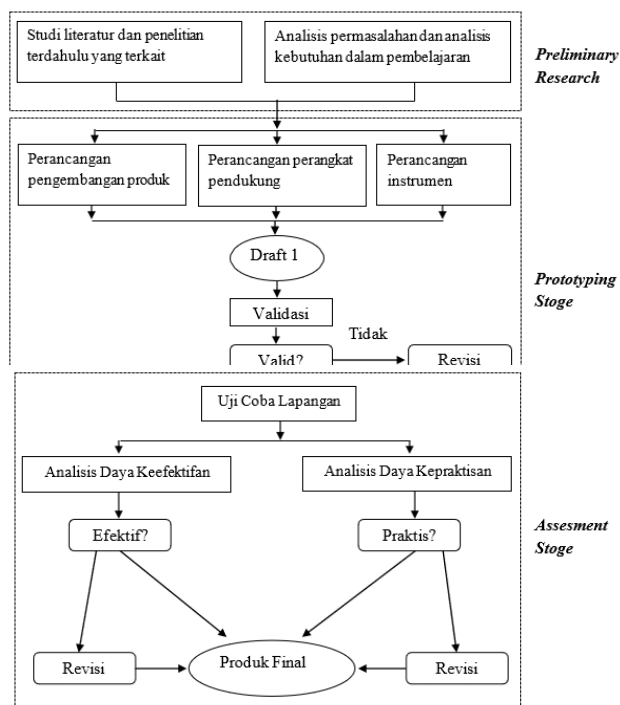 Studi literatur dan penelitian
terdahulu yang terkait
Analisis permasalahan dan analisis
kebutuhan dalam pembelajaran
Preliminary
Research
Perancangan
pengembangan produk
Perancangan perangkat
pendukung
Perancangan
instrumen
Draft 1
Prototyping
Stoge
Validasi
Tidak
Valid?
Revisi
Uji Coba Lapangan
Analisis Daya Keefektifan
Analisis Daya Kepraktisan
Efektif?
Praktis?
Assesment
Stoge
Revisi
Produk Final
Revisi